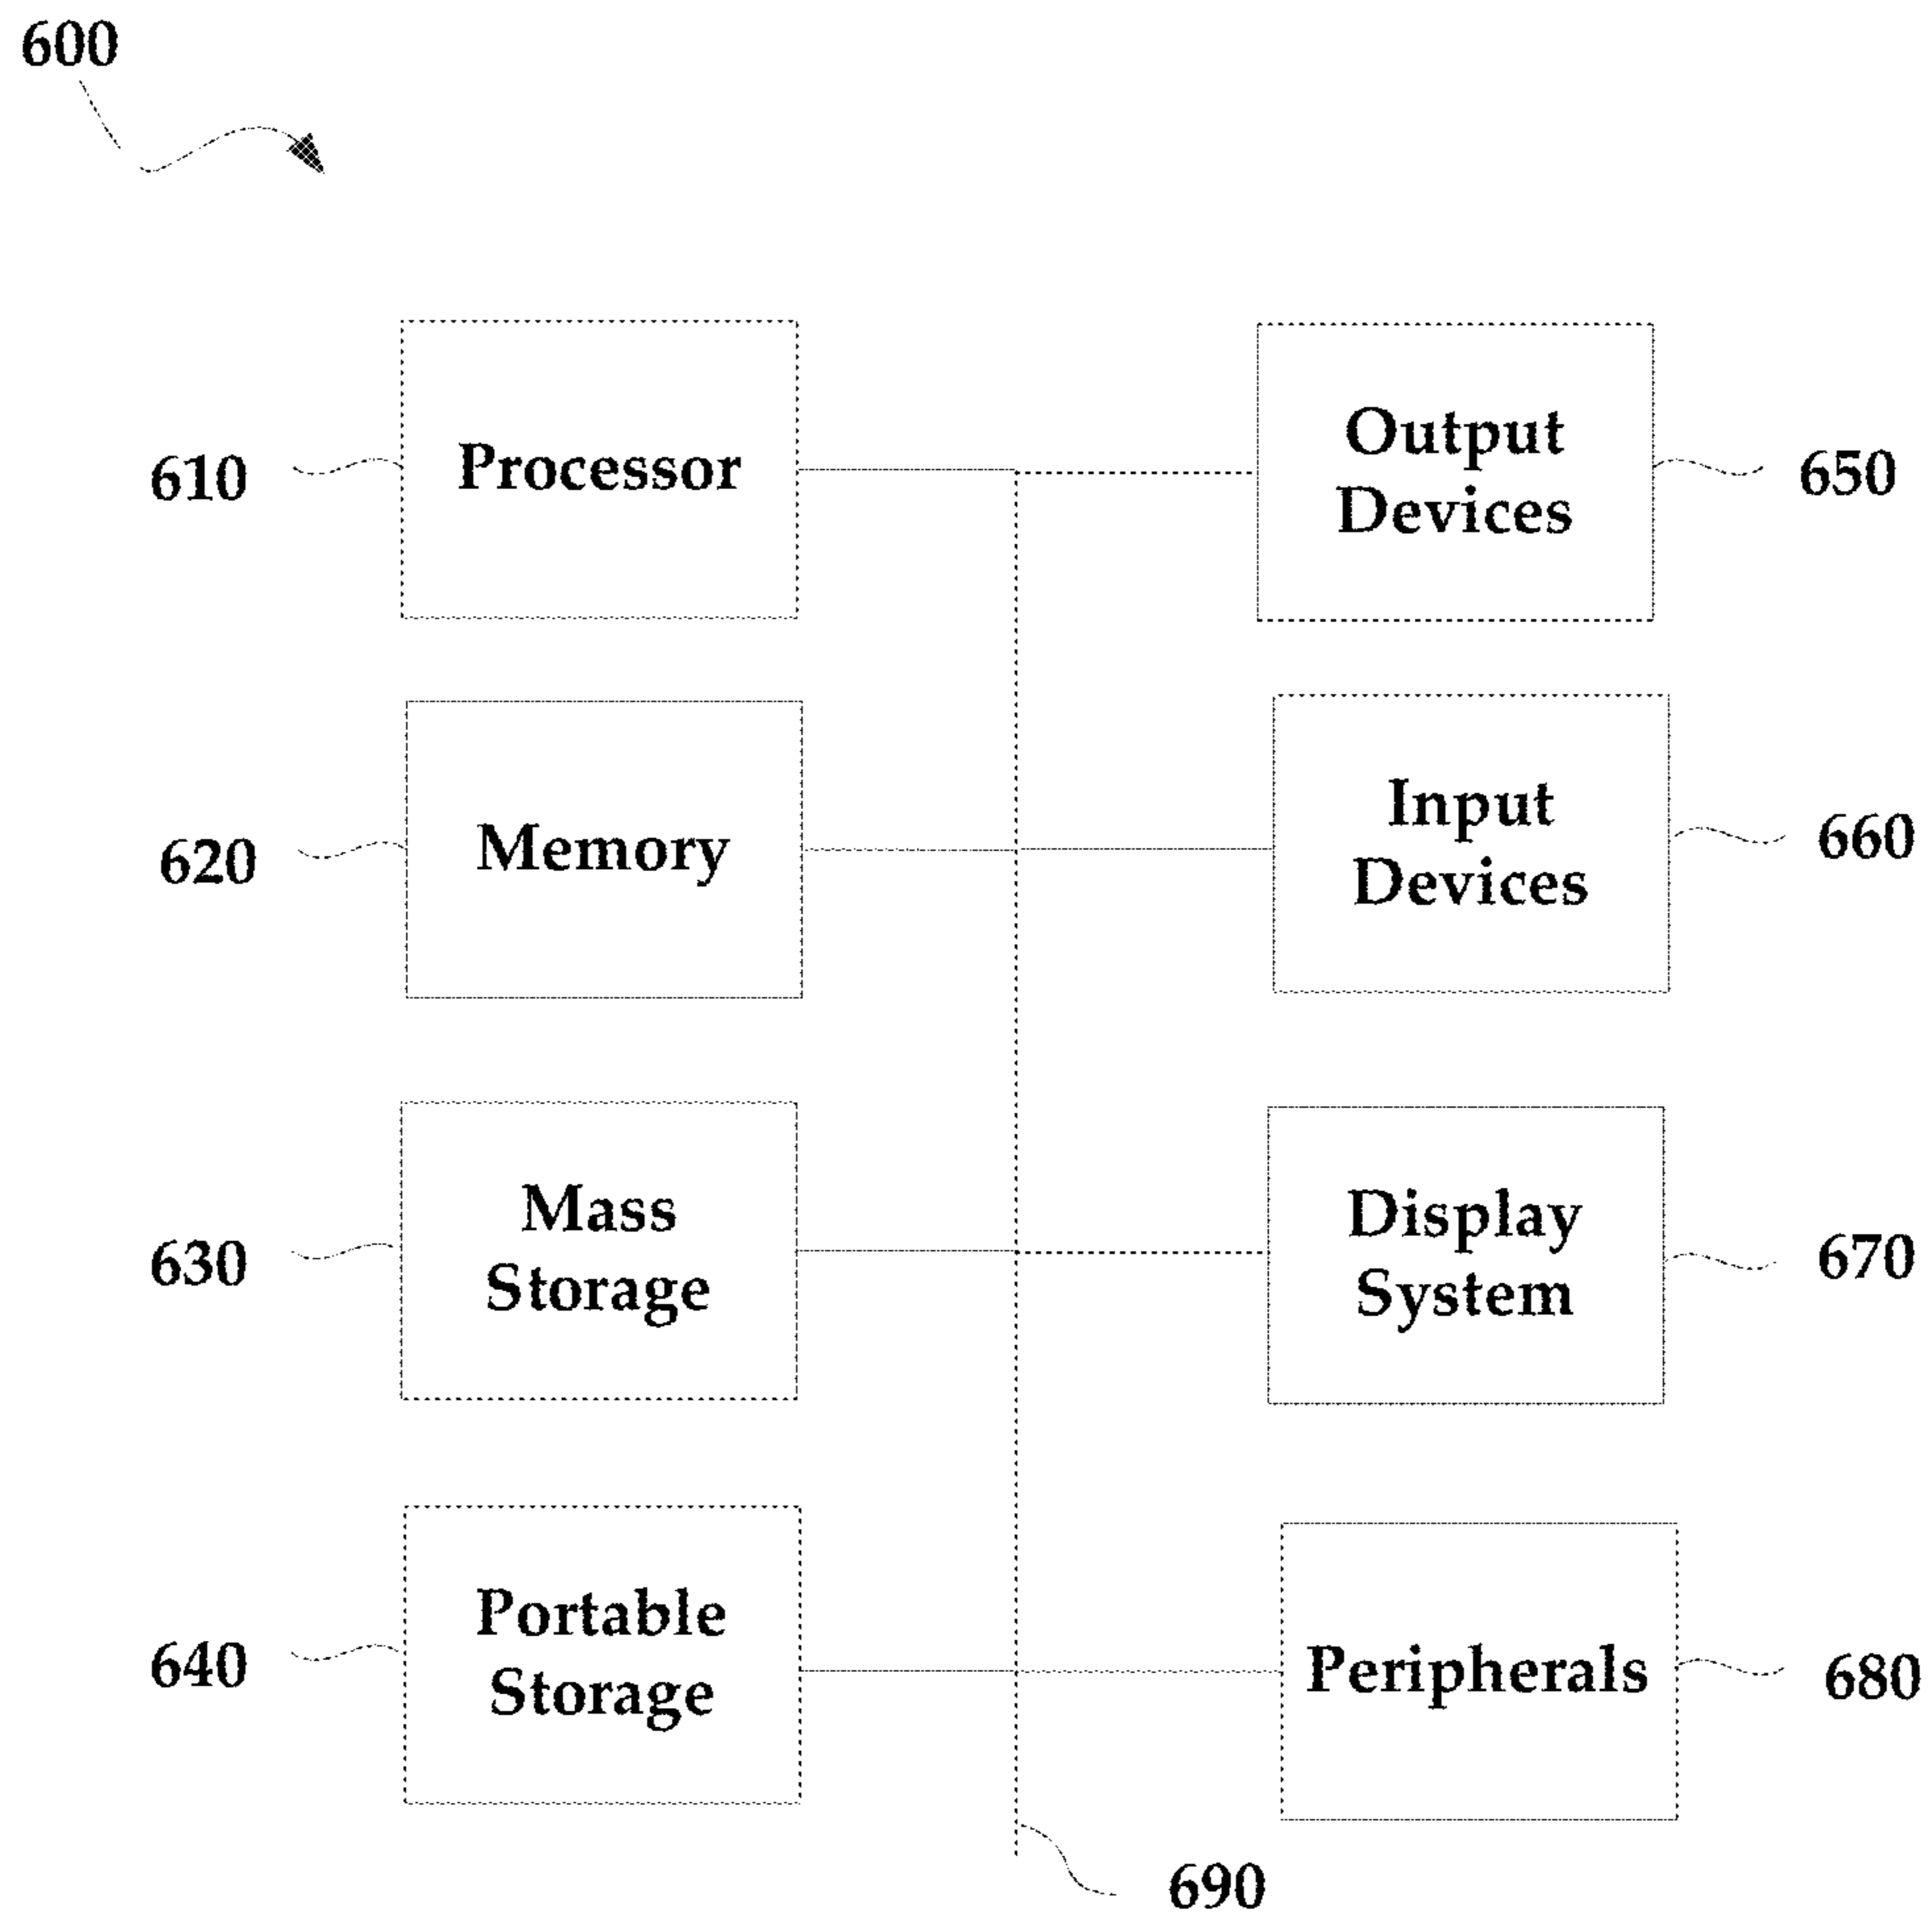 600
610
Processor
Output
Devices
650
620
Memory
Input
Devices
660
630
Mass
Storage
Display
System
670
640
Portable
Storage
Peripherals
680
690